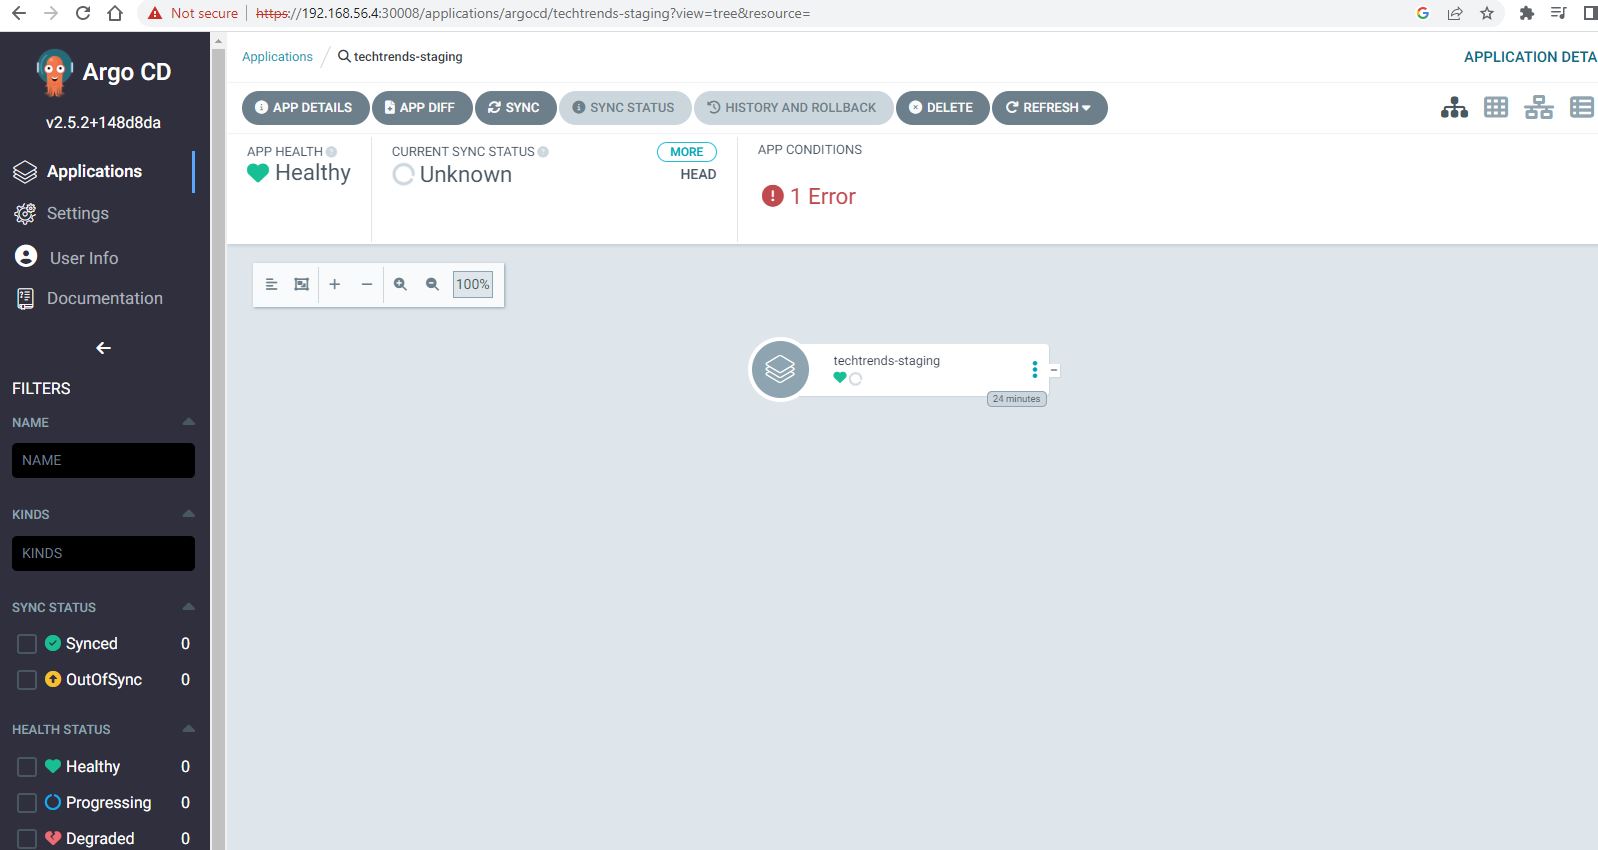 Not secure
https://192.168.56.4:30008/applications/argocd/techtrends-staging?view=tree&resource=
Argo CD
v2.5.2+148d8da
Applications
Settings
User Info
Documentation
FILTERS
NAME
NAME
KINDS
KINDS
SYNC STATUS
Synced 0
OutOfSync 0
HEALTH STATUS
Healthy 0
Progressing 0
Degraded 0
Applications / techtrends-staging
APPLICATION DETA
APP DETAILS APP DIFF SYNC SYNC STATUS HISTORY AND ROLLBACK DELETE REFRESH
APP HEALTH
Healthy
CURRENT SYNC STATUS
MORE
Unknown
HEAD
APP CONDITIONS
1 Error
100%
techtrends-staging
24 minutes